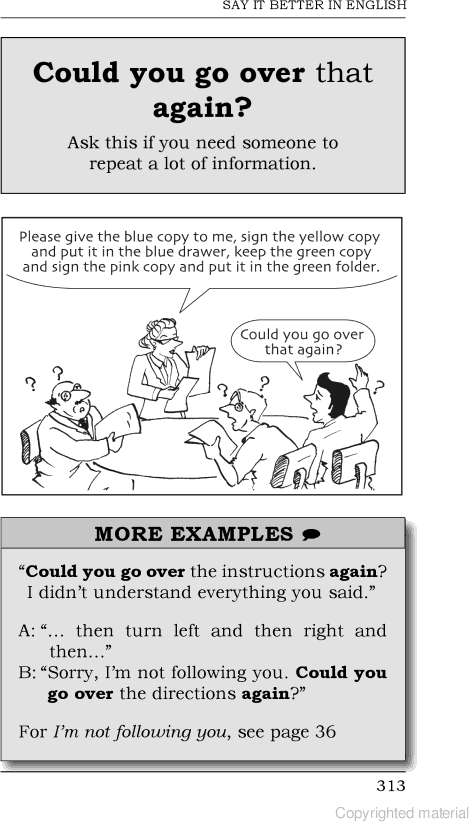 SAY IT BETTER IN ENGLISH
Could you go over that
again?
Ask this if you need someone to
repeat a lot of information.
Please give the blue copy to me, sign the yellow copy
and put it in the blue drawer, keep the green copy
and sign the pink copy and put it in the green folder.
Could you go over
that again?
? ? ? ? ?
MORE EXAMPLES
“Could you go over the instructions again?
I didn’t understand everything you said.”
A: “... then turn left and then right and
then...”
B: “Sorry, I’m not following you. Could you
go over the directions again?”
For I’m not following you, see page 36
313
Copyrighted material